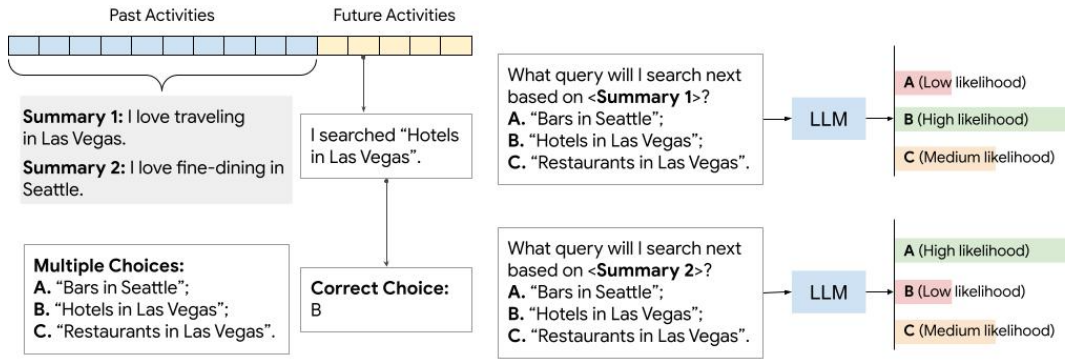 Past Activities
Future Activities
Summary 1: I love traveling
in Las Vegas.
Summary 2: I love fine-dining in
Seattle.
I searched “Hotels
in Las Vegas”.
Multiple Choices:
A. “Bars in Seattle”;
B. “Hotels in Las Vegas”;
C. “Restaurants in Las Vegas”.
Correct Choice:
B
What query will I search next
based on <Summary 1>?
A. “Bars in Seattle”;
B. “Hotels in Las Vegas”;
C. “Restaurants in Las Vegas”.
LLM
A (Low likelihood)
B (High likelihood)
C (Medium likelihood)
What query will I search next
based on <Summary 2>?
A. “Bars in Seattle”;
B. “Hotels in Las Vegas”;
C. “Restaurants in Las Vegas”.
LLM
A (High likelihood)
B (Low likelihood)
C (Medium likelihood)